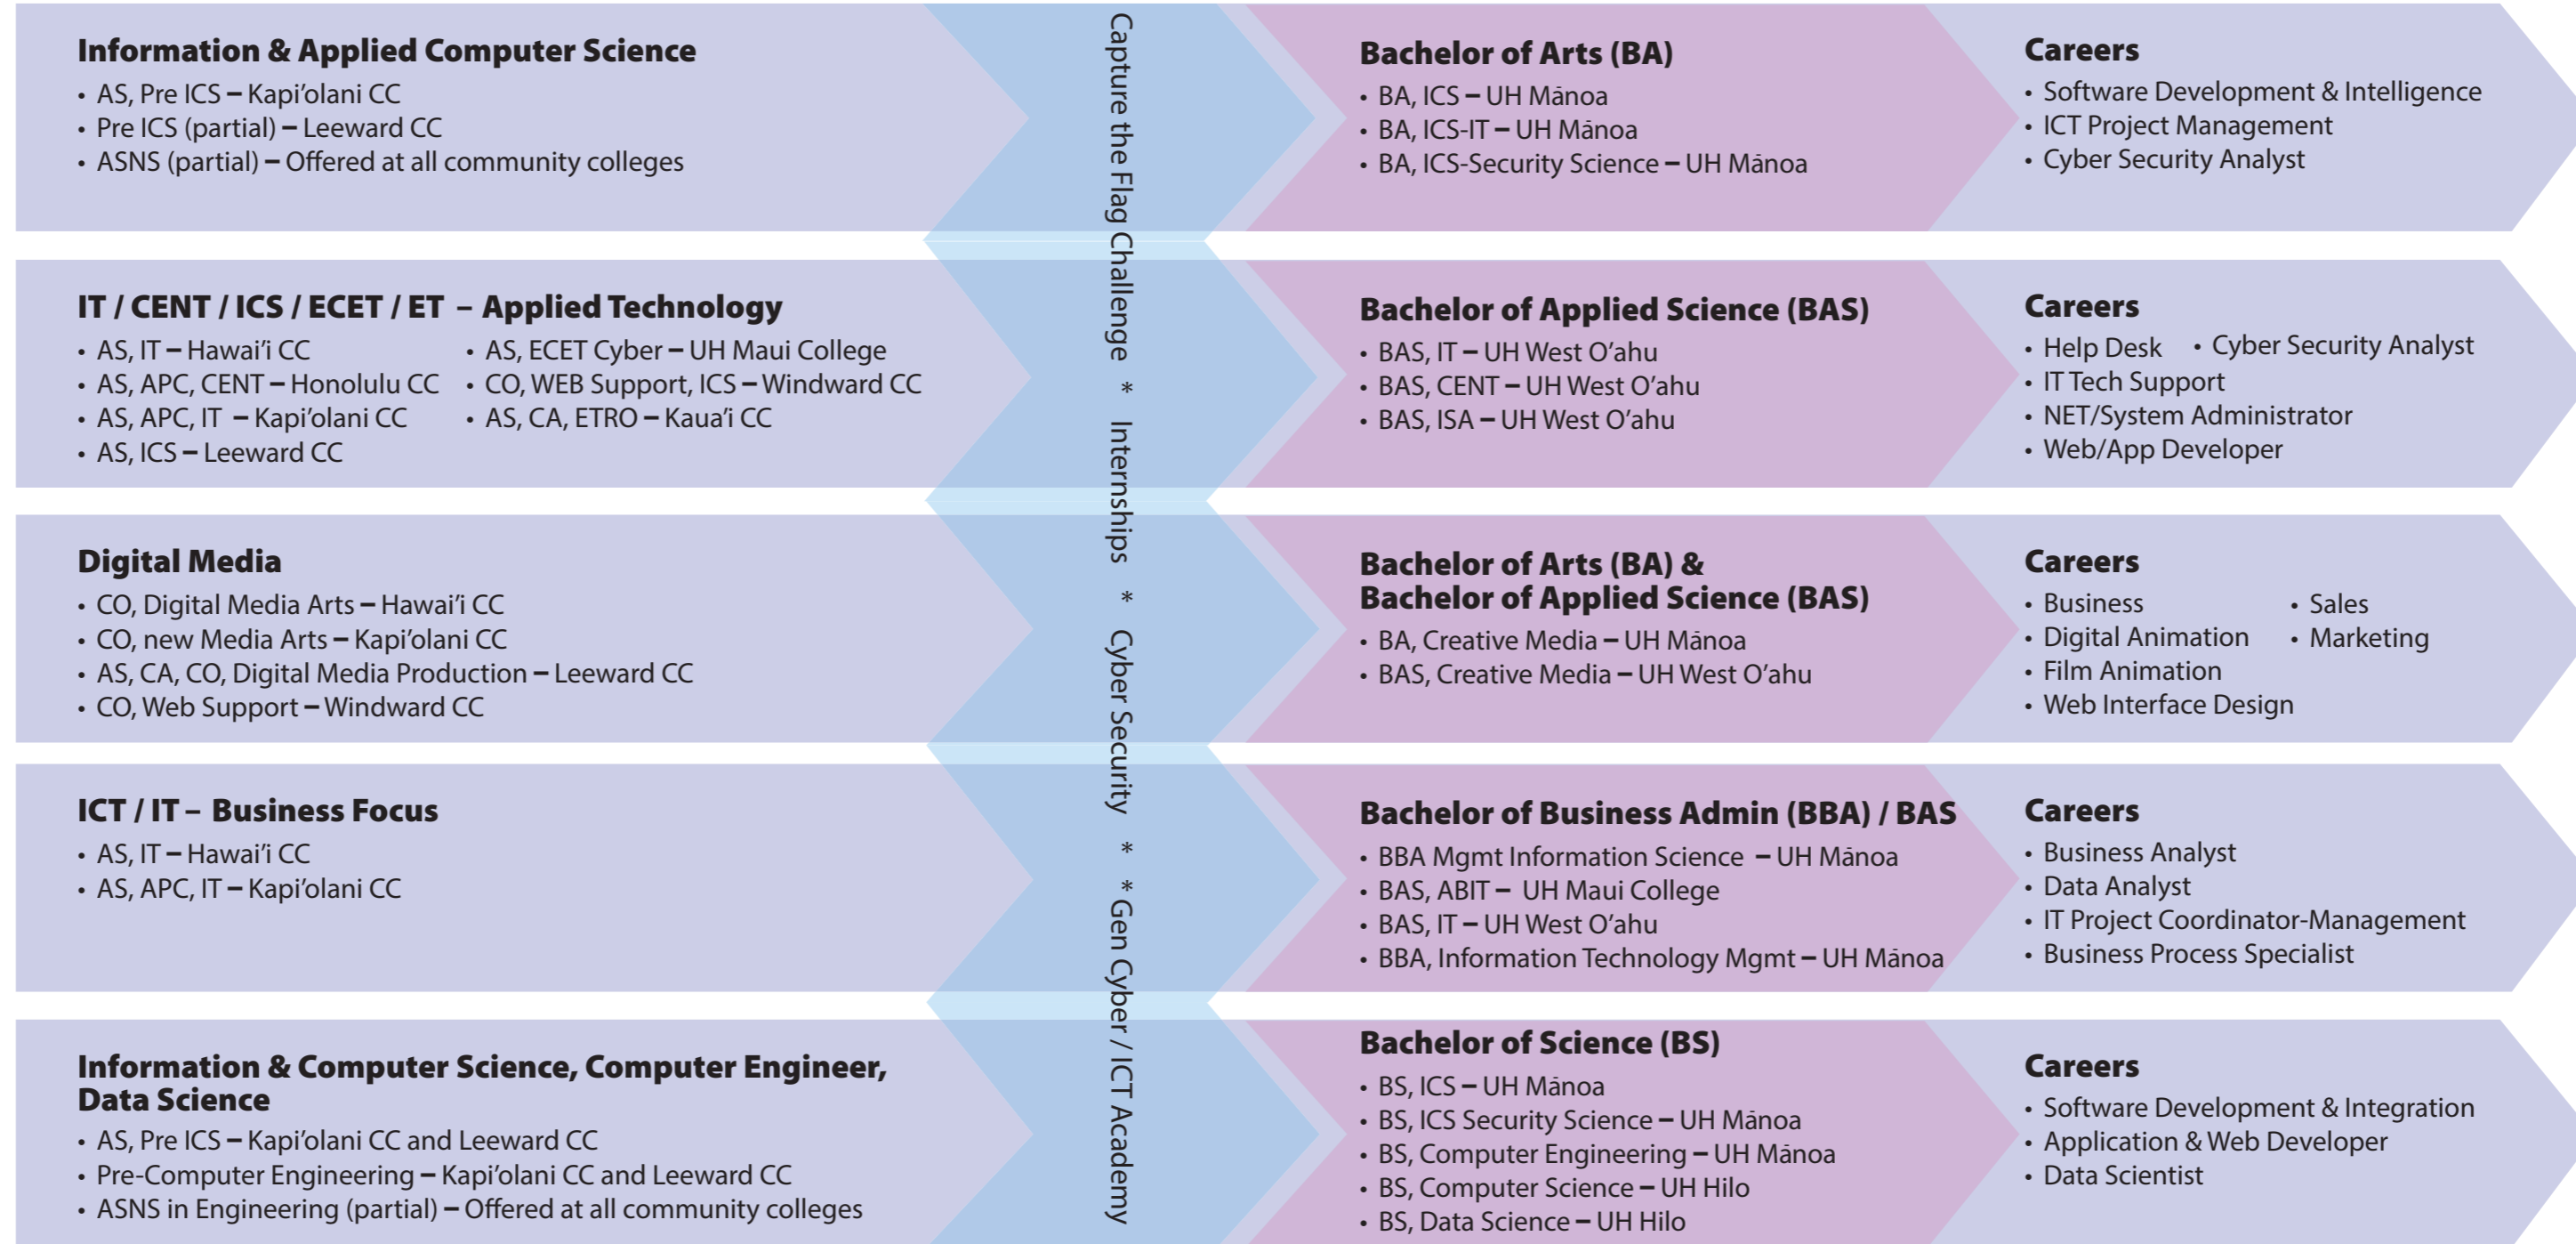 Information & Applied Computer Science
• AS, Pre ICS – Kapi'olani CC
• Pre ICS (partial) – Leeward CC
• ASNS (partial) – Offered at all community colleges
Bachelor of Arts (BA)
• BA, ICS – UH Mānoa
• BA, ICS-IT – UH Mānoa
• BA, ICS-Security Science – UH Mānoa
Careers
• Software Development & Intelligence
• ICT Project Management
• Cyber Security Analyst
IT / CENT / ICS / ECET / ET – Applied Technology
• AS, IT – Hawai'i CC
• AS, APC, CENT – Honolulu CC
• AS, APC, IT – Kapi'olani CC
• AS, ICS – Leeward CC
• AS, ECET Cyber – UH Maui College
• CO, WEB Support, ICS – Windward CC
• AS, CA, ETRO – Kaua'i CC
Bachelor of Applied Science (BAS)
• BAS, IT – UH West O'ahu
• BAS, CENT – UH West O'ahu
• BAS, ISA – UH West O'ahu
Careers
• Help Desk
• IT Tech Support
• NET/System Administrator
• Web/App Developer
• Cyber Security Analyst
Digital Media
• CO, Digital Media Arts – Hawai'i CC
• CO, new Media Arts – Kapi'olani CC
• AS, CA, CO, Digital Media Production – Leeward CC
• CO, Web Support – Windward CC
Bachelor of Arts (BA) &
Bachelor of Applied Science (BAS)
• BA, Creative Media – UH Mānoa
• BAS, Creative Media – UH West O'ahu
Careers
• Business
• Digital Animation
• Film Animation
• Web Interface Design
• Sales
• Marketing
ICT / IT – Business Focus
• AS, IT – Hawai'i CC
• AS, APC, IT – Kapi'olani CC
Bachelor of Business Admin (BBA) / BAS
• BBA Mgmt Information Science – UH Mānoa
• BAS, ABIT – UH Maui College
• BAS, IT – UH West O'ahu
• BBA, Information Technology Mgmt – UH Mānoa
Careers
• Business Analyst
• Data Analyst
• IT Project Coordinator-Management
• Business Process Specialist
Information & Computer Science, Computer Engineer,
Data Science
• AS, Pre ICS – Kapi'olani CC and Leeward CC
• Pre-Computer Engineering – Kapi'olani CC and Leeward CC
• ASNS in Engineering (partial) – Offered at all community colleges
Bachelor of Science (BS)
• BS, ICS – UH Mānoa
• BS, ICS Security Science – UH Mānoa
• BS, Computer Engineering – UH Mānoa
• BS, Computer Science – UH Hilo
• BS, Data Science – UH Hilo
Careers
• Software Development & Integration
• Application & Web Developer
• Data Scientist
Capture the Flag Challenge * Internships * Cyber Security * *Gen Cyber / ICT Academy